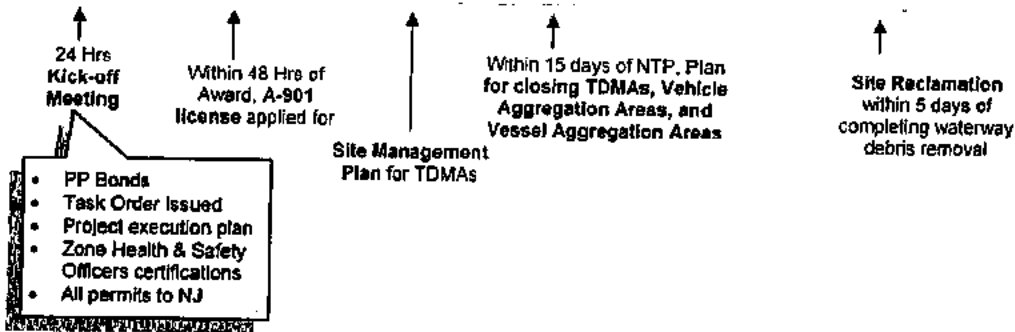 24 Hrs
Kick-off
Meeting
Within 48 Hrs of
Award, A-901
license applied for
Site Management
Plan for TDMAs
Within 15 days of NTP, Plan
for closing TDMAs, Vehicle
Aggregation Areas, and
Vessel Aggregation Areas
Site Reclamation
within 5 days of
completing waterway
debris removal
• PP Bonds
• Task Order Issued
• Project execution plan
• Zone Health & Safety
Officers certifications
• All permits to NJ